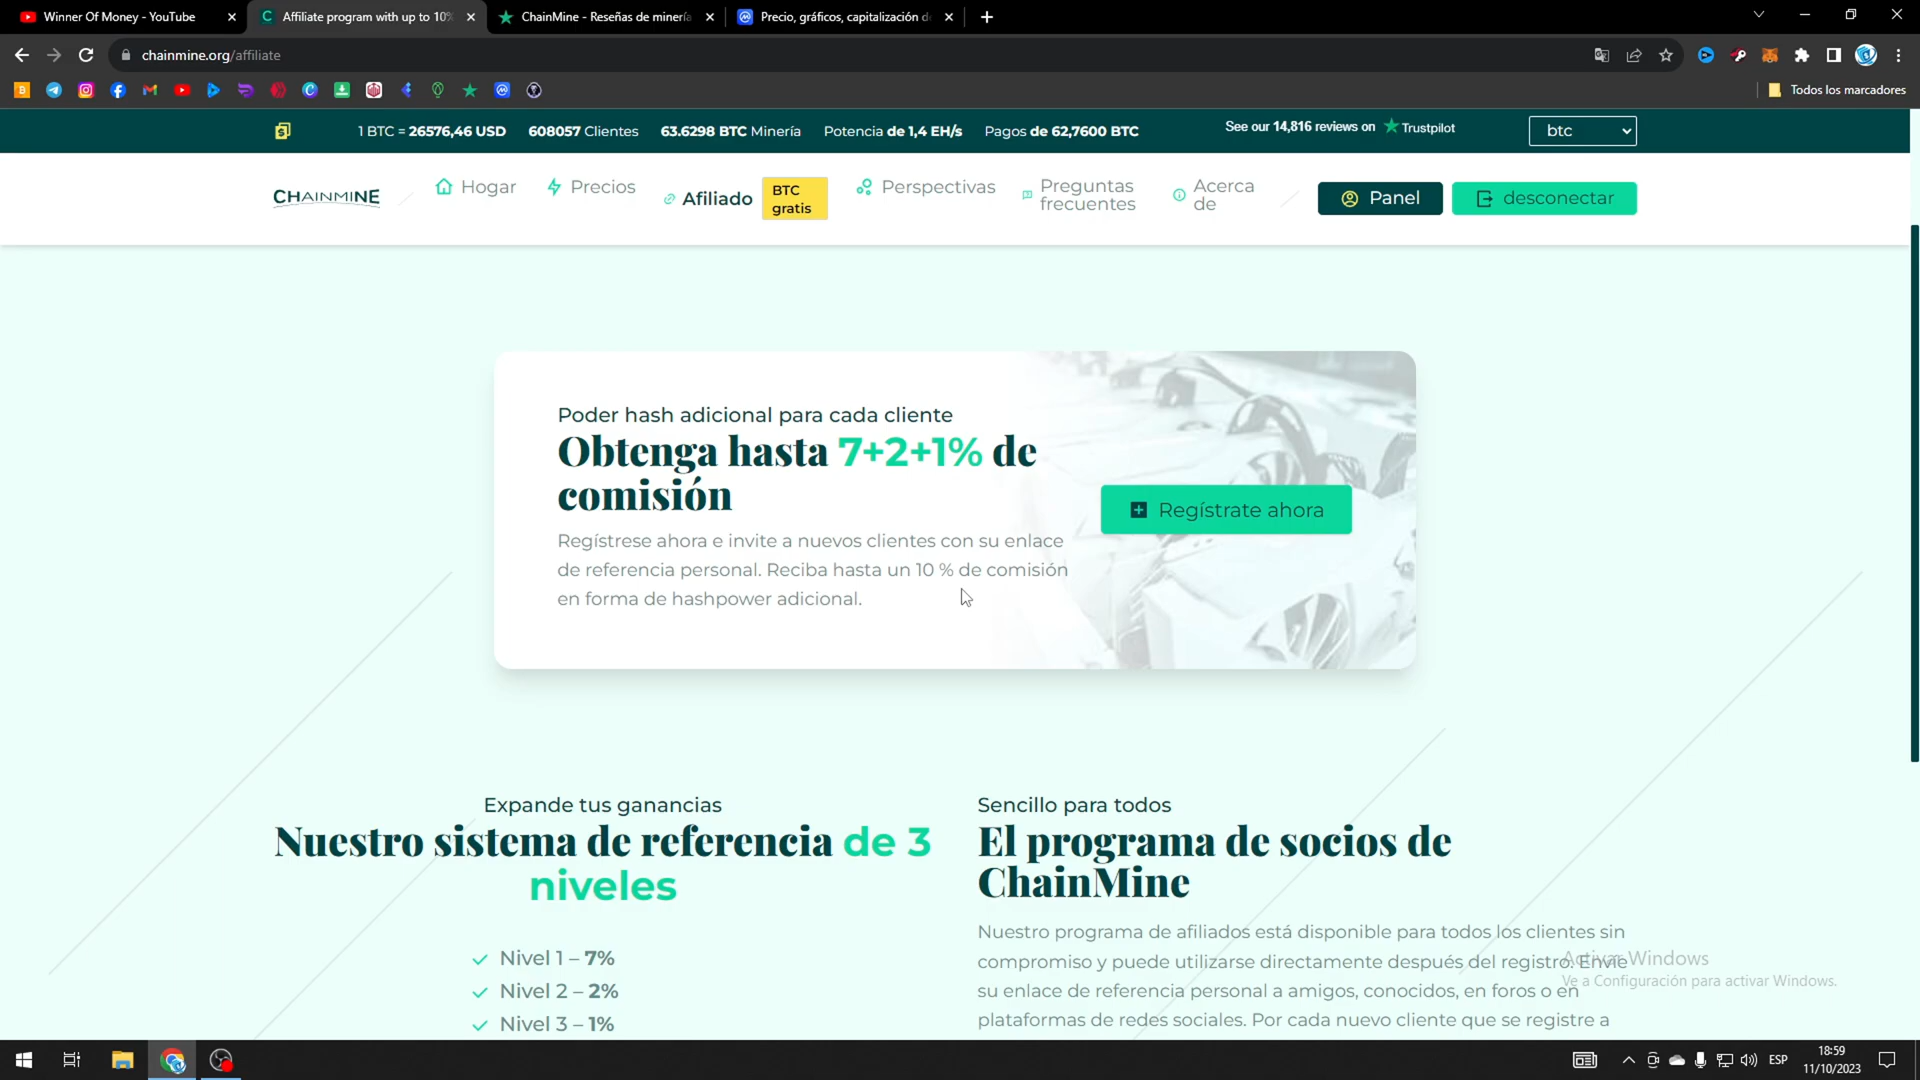 Winner Of Money - YouTube
Affiliate program with up to 10%
ChainMine - Reseñas de minería
Precio, gráficos, capitalización d
chainmine.org/affiliate
Todos los marcadores
1 BTC = 26576,46 USD 608057 Clientes 63.6298 BTC Minería Potencia de 1,4 EH/s Pagos de 62,7600 BTC See our 14,816 reviews on Trustpilot btc
CHAINMINE Hogar Precios Afiliado BTC gratis Perspectivas Preguntas frecuentes Acerca de Panel desconectar
Poder hash adicional para cada cliente
Obtenga hasta 7+2+1% de
comisión
Regístrate ahora
Regístrese ahora e invite a nuevos clientes con su enlace
de referencia personal. Reciba hasta un 10 % de comisión
en forma de hashpower adicional.
Expande tus ganancias
Nuestro sistema de referencia de 3
niveles
Nivel 1 – 7%
Nivel 2 – 2%
Nivel 3 – 1%
Sencillo para todos
El programa de socios de
ChainMine
Nuestro programa de afiliados está disponible para todos los clientes sin
compromiso y puede utilizarse directamente después del registro. Envíe
su enlace de referencia personal a amigos, conocidos, en foros o en
plataformas de redes sociales. Por cada nuevo cliente que se registre a
Activar Windows
Ve a Configuración para activar Windows.
ESP
18:59
11/10/2023